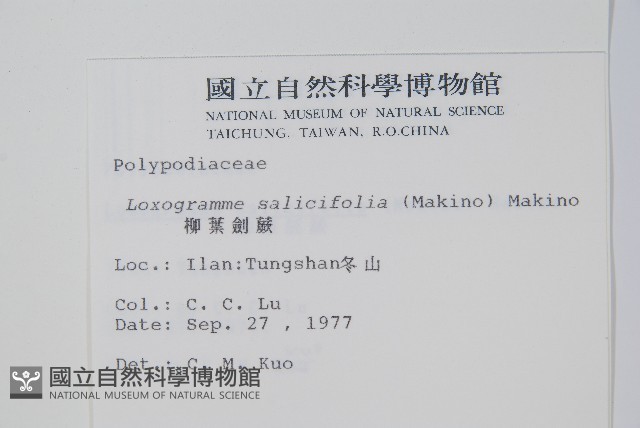 國立自然科學博物館
NATIONAL MUSEUM OF NATURAL SCIENCE
TAICHUNG. TAIWAN, R.O.CHINA
Polypodiaceae
Loxogramme salicifolia (Makino) Makino
柳葉劍蕨
Loc.: Ilan:Tungshan冬山
Col.: C. C. Lu
Date: Sep. 27 , 1977
Det.: C. M. Kuo
國立自然科學博物館
NATIONAL MUSEUM OF NATURAL SCIENCE